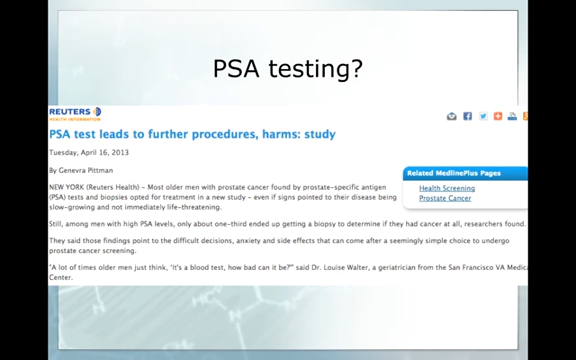 PSA testing?
REUTERS
HEALTH INFORMATION
PSA test leads to further procedures, harms: study
Tuesday, April 16, 2013
By Genevra Pittman
Related MedlinePlus Pages
Health Screening
Prostate Cancer
NEW YORK (Reuters Health) - Most older men with prostate cancer found by prostate-specific antigen
(PSA) tests and biopsies opted for treatment in a new study - even if signs pointed to their disease being
slow-growing and not immediately life-threatening.
Still, among men with high PSA levels, only about one-third ended up getting a biopsy to determine if they had cancer at all, researchers found.
They said those findings point to the difficult decisions, anxiety and side effects that can come after a seemingly simple choice to undergo
prostate cancer screening.
"A lot of times older men just think, 'It's a blood test, how bad can it be?'" said Dr. Louise Walter, a geriatrician from the San Francisco VA Medica
Center.